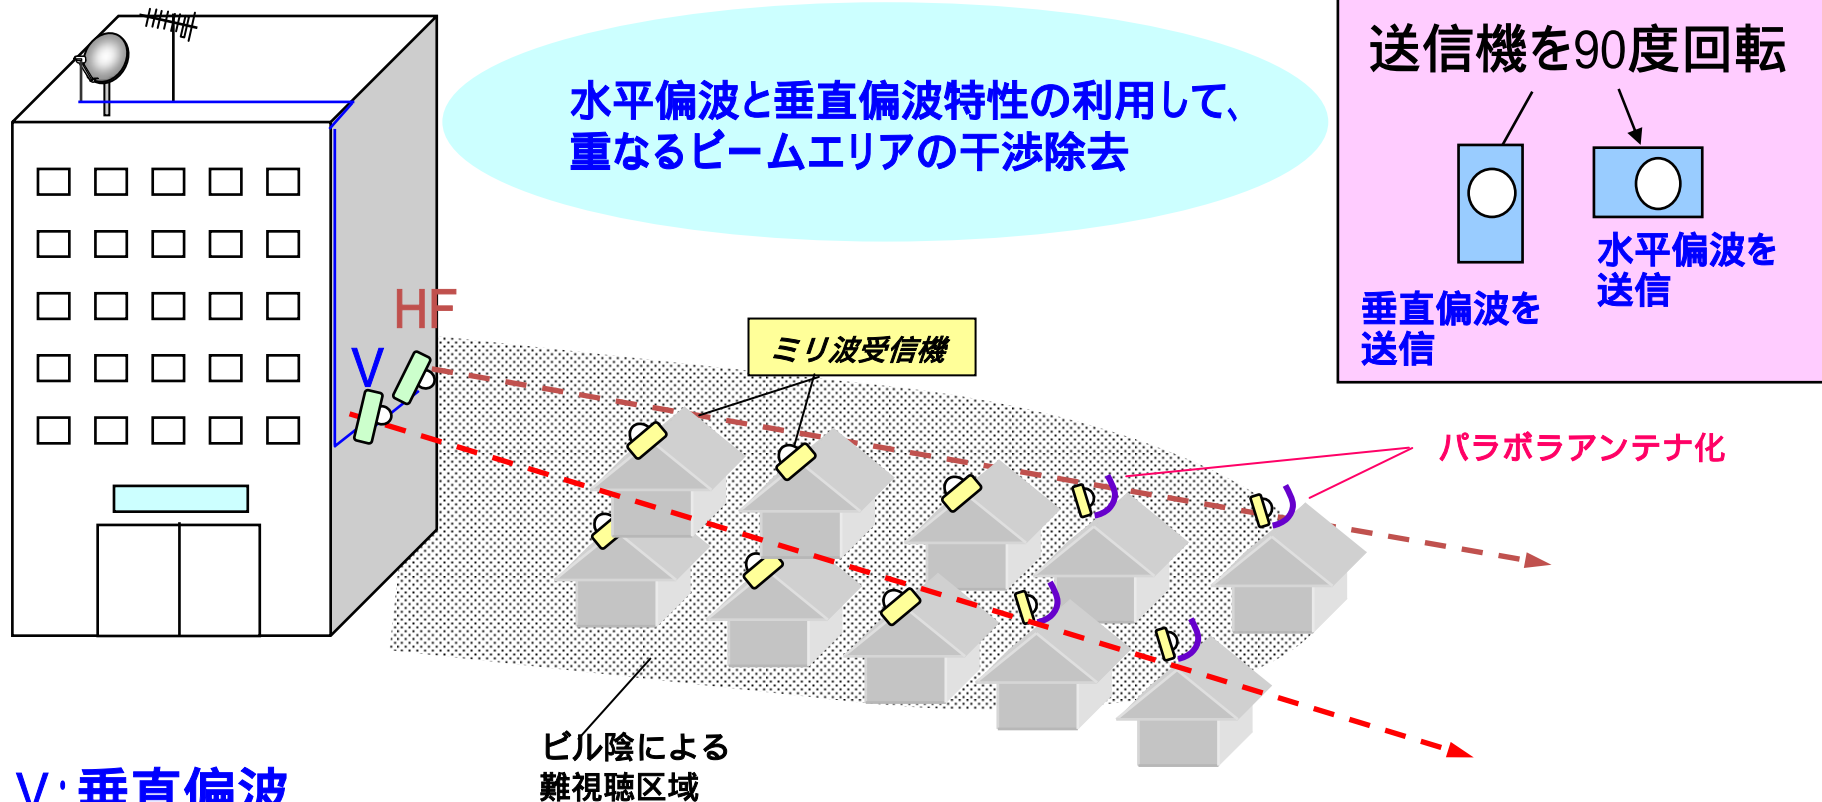 水平偏波と垂直偏波特性の利用して、
重なるビームエリアの干渉除去
送信機を90度回転
水平偏波を
送信
垂直偏波を
送信
HF
V
ミリ波受信機
パラボラアンテナ化
ビル陰による
難視聴区域
V:垂直偏波